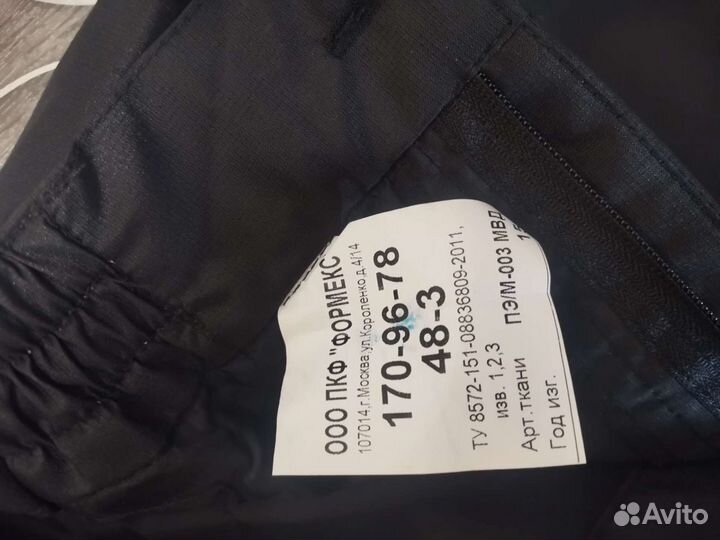 ООО ПКФ "ФОРМЕКС
107014,г.Москва,ул.Короленко,д.4/14
170-96-78
48-3
ТУ 8572-151-08836809-2011,
изв. 1,2,3
Арт.ткани ПЭ/М-003 МВД
Год изг.
Avito